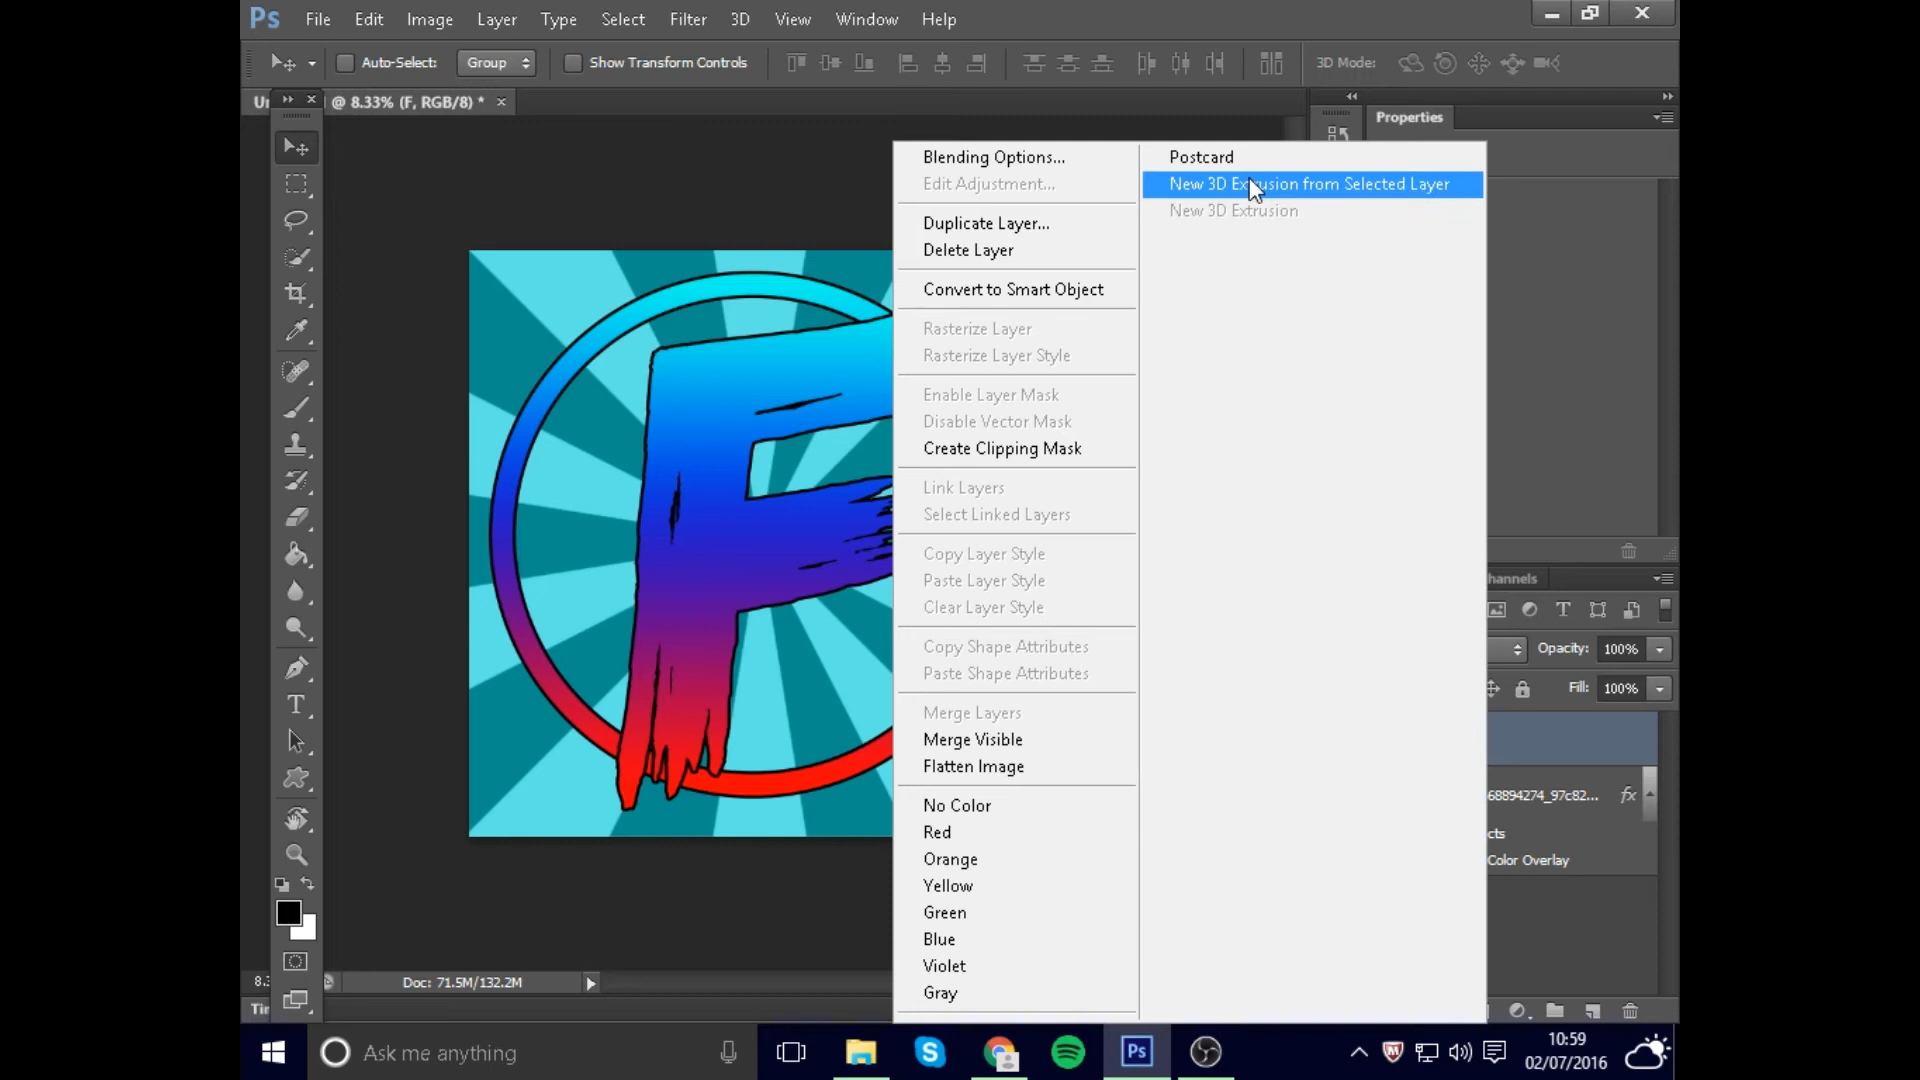 Ps File Edit Image Layer Type Select Filter 3D View Window Help
Auto-Select: Group Show Transform Controls 3D Mode:
@ 8.33% (F, RGB/8) *
Properties
Blending Options...
Edit Adjustment...
Duplicate Layer...
Delete Layer
Convert to Smart Object
Rasterize Layer
Rasterize Layer Style
Enable Layer Mask
Disable Vector Mask
Create Clipping Mask
Link Layers
Select Linked Layers
Copy Layer Style
Paste Layer Style
Clear Layer Style
Copy Shape Attributes
Paste Shape Attributes
Merge Layers
Merge Visible
Flatten Image
No Color
Red
Orange
Yellow
Green
Blue
Violet
Gray
Postcard
New 3D Extrusion from Selected Layer
New 3D Extrusion
F
hannels
Opacity: 100%
Fill: 100%
68894274_97c82... fx
cts
Color Overlay
8.3
Doc: 71.5M/132.2M
Tir
Ask me anything
Ps
10:59
02/07/2016